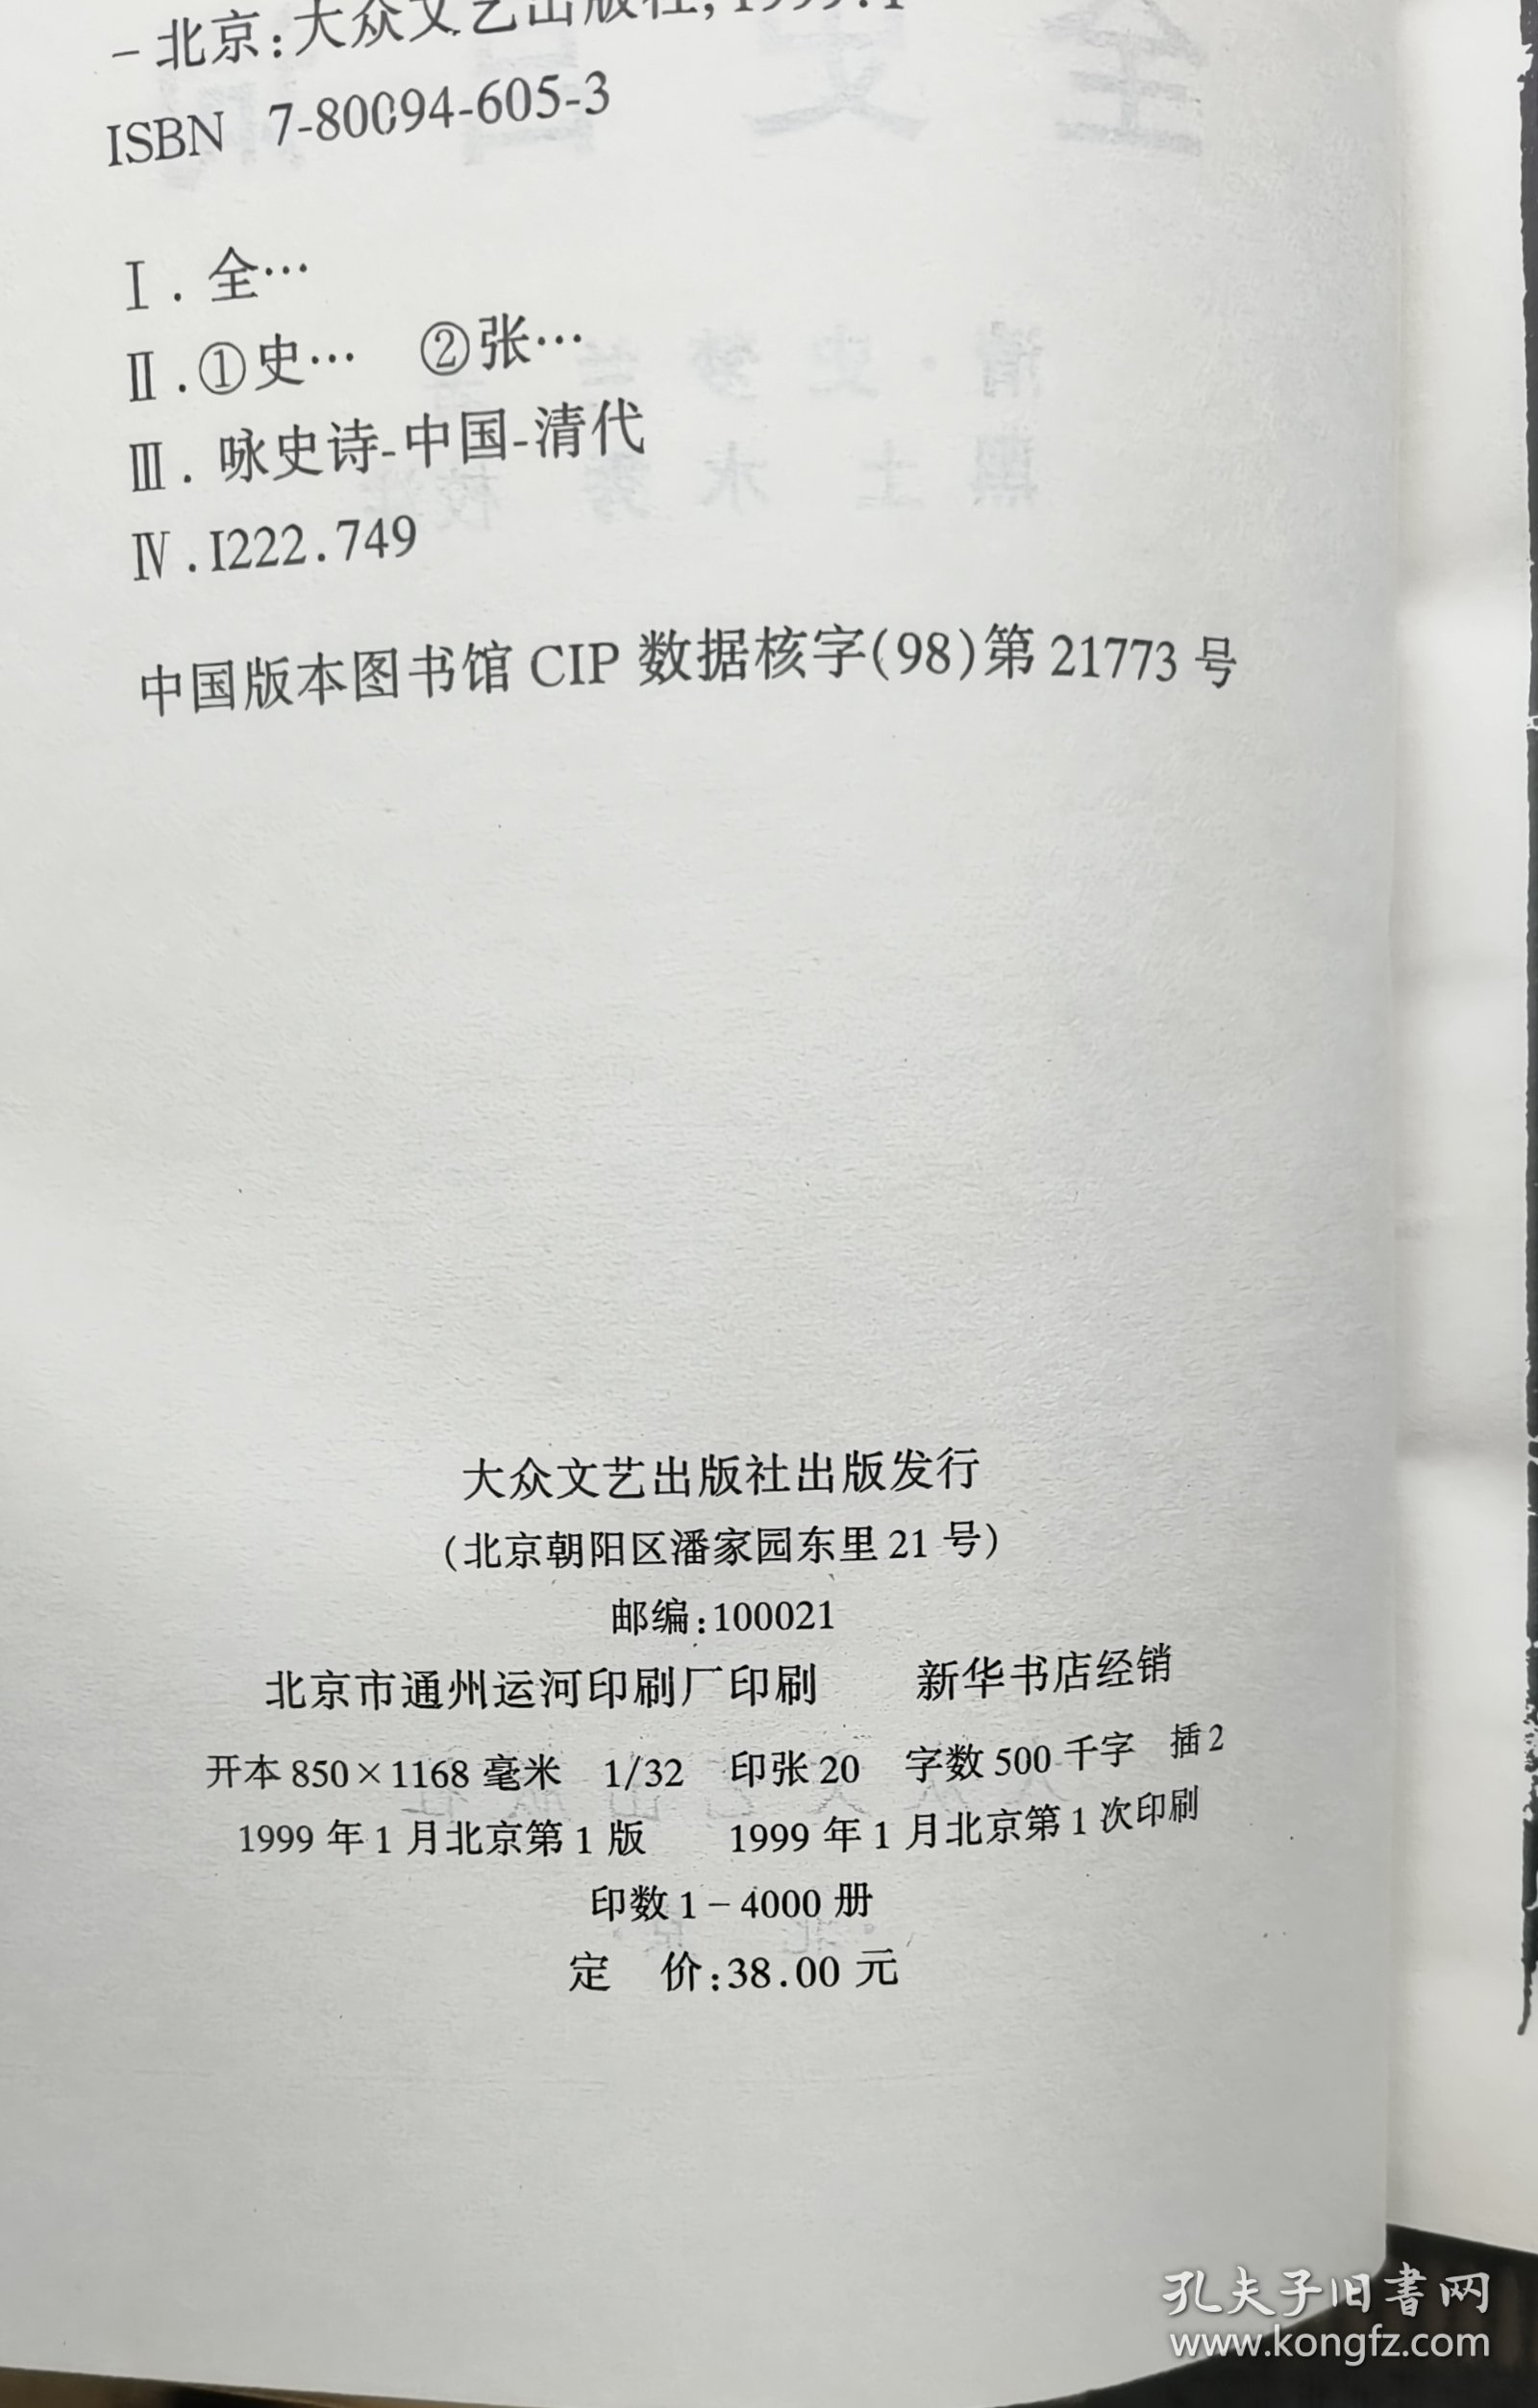 －北京:大众文艺出版社,1999.1
ISBN 7-80094-605-3
Ⅰ. 全…
Ⅱ.①史… ②张…
Ⅲ. 咏史诗-中国-清代
Ⅳ.I222.749
中国版本图书馆 CIP 数据核字(98)第 21773 号
大众文艺出版社出版发行
(北京朝阳区潘家园东里 21 号)
邮编:100021
北京市通州运河印刷厂印刷 新华书店经销
开本 850×1168 毫米 1/32 印张 20 字数 500 千字 插 2
1999 年 1 月北京第 1 版 1999 年 1 月北京第 1 次印刷
印数 1－4000 册
定 价:38.00 元
孔夫子旧书网
www.kongfz.com